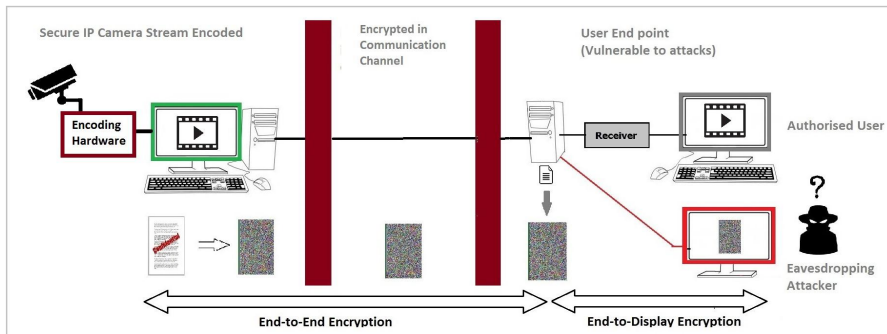 Secure IP Camera Stream Encoded
Encrypted in
Communication
Channel
User End point
(Vulnerable to attacks)
Encoding
Hardware
Receiver
Authorised User
?
Confidential
Eavesdropping
Attacker
End-to-End Encryption
End-to-Display Encryption